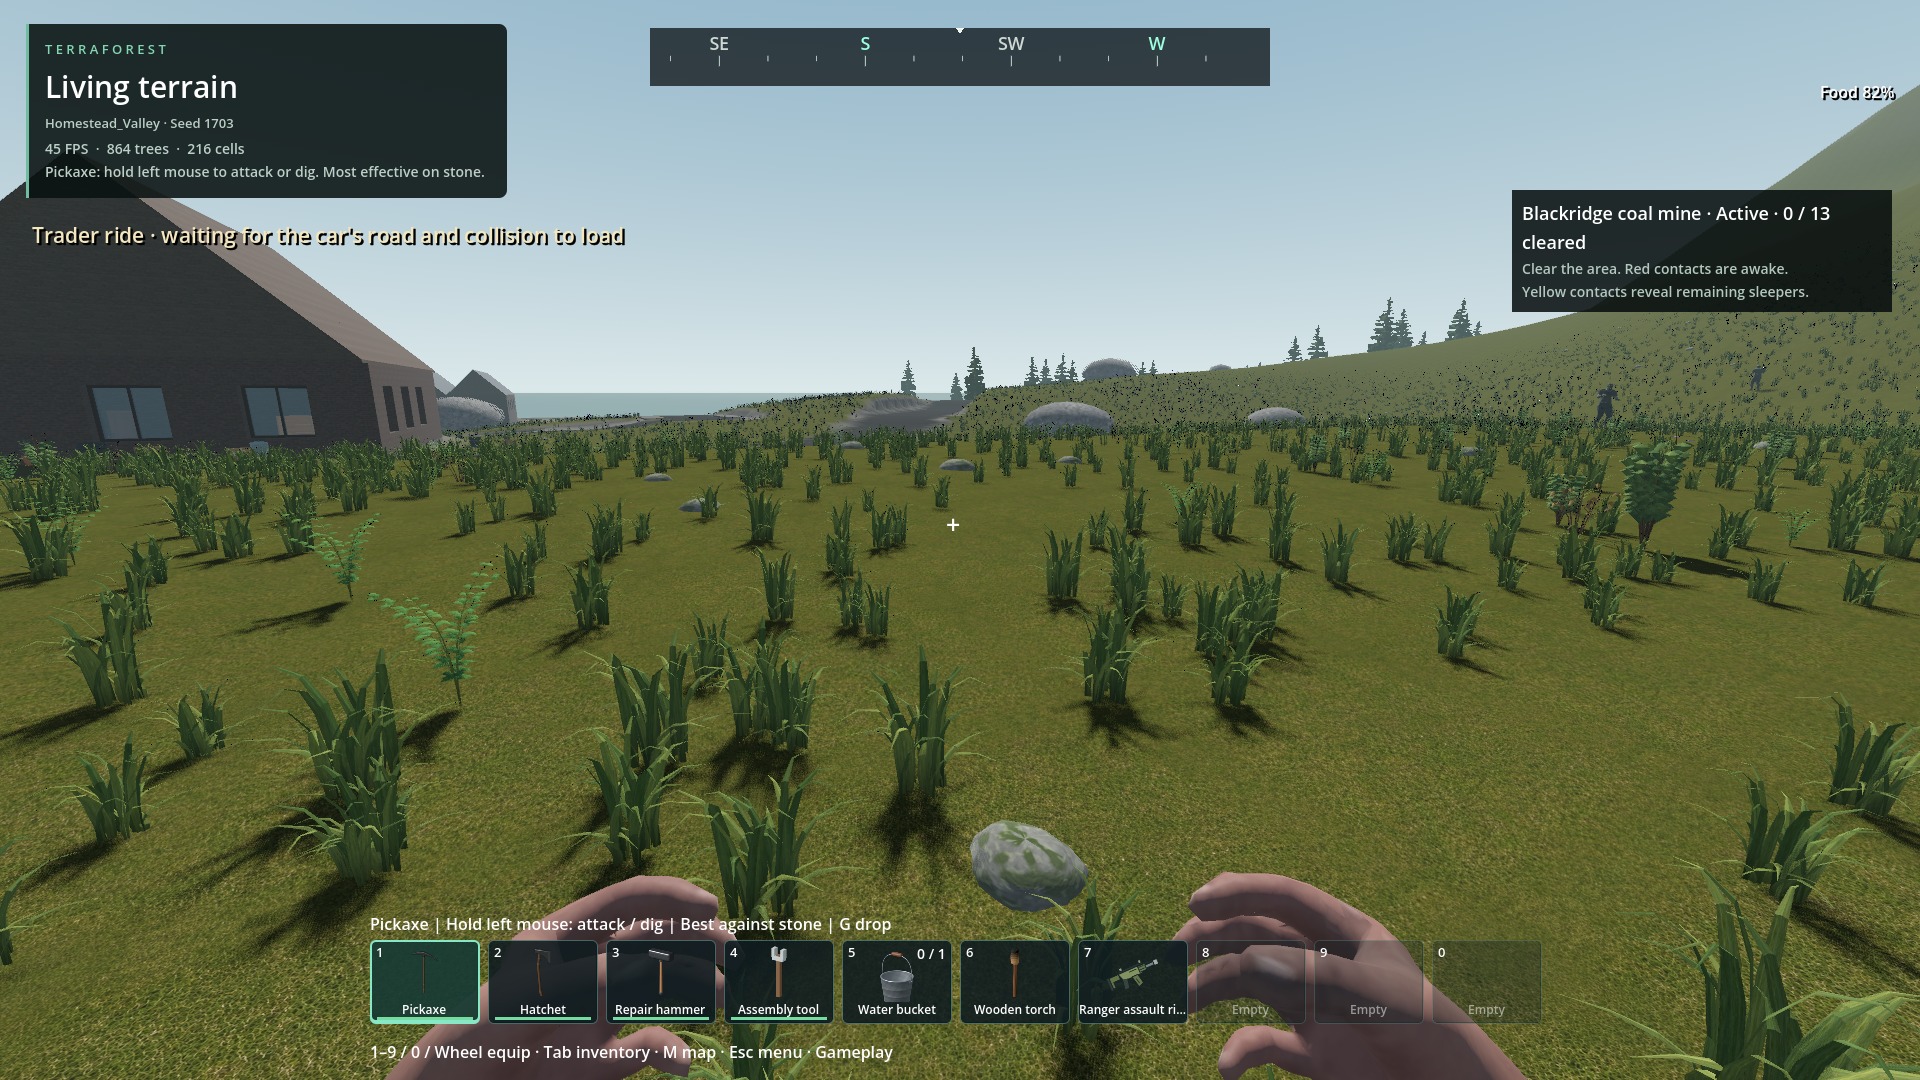 TERRAFOREST
Living terrain
Homestead_Valley · Seed 1703
45 FPS · 864 trees · 216 cells
Pickaxe: hold left mouse to attack or dig. Most effective on stone.
SE S SW W
Food 82%
Trader ride · waiting for the car's road and collision to load
Blackridge coal mine · Active · 0 / 13
cleared
Clear the area. Red contacts are awake.
Yellow contacts reveal remaining sleepers.
Pickaxe | Hold left mouse: attack / dig | Best against stone | G drop
1 2 3 4 5 0 / 1 6 7 8 9 0
Pickaxe Hatchet Repair hammer Assembly tool Water bucket Wooden torch Ranger assault ri... Empty Empty Empty
1–9 / 0 / Wheel equip · Tab inventory · M map · Esc menu · Gameplay